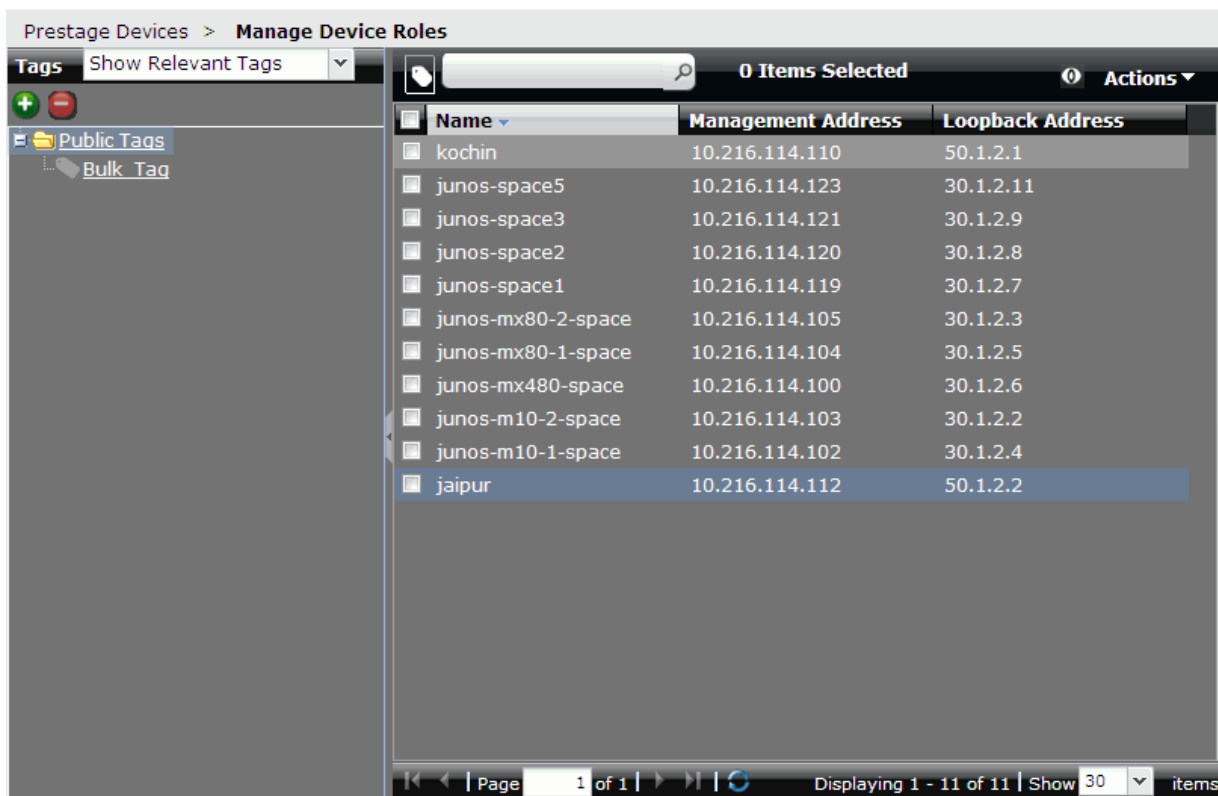 Prestage Devices > Manage Device Roles
Tags Show Relevant Tags
0 Items Selected
(0) Actions
Public Tags
Bulk_Tag
Name Management Address Loopback Address
kochin 10.216.114.110 50.1.2.1
junos-space5 10.216.114.123 30.1.2.11
junos-space3 10.216.114.121 30.1.2.9
junos-space2 10.216.114.120 30.1.2.8
junos-space1 10.216.114.119 30.1.2.7
junos-mx80-2-space 10.216.114.105 30.1.2.3
junos-mx80-1-space 10.216.114.104 30.1.2.5
junos-mx480-space 10.216.114.100 30.1.2.6
junos-m10-2-space 10.216.114.103 30.1.2.2
junos-m10-1-space 10.216.114.102 30.1.2.4
jaipur 10.216.114.112 50.1.2.2
Page 1 of 1 Displaying 1 - 11 of 11 Show 30 items